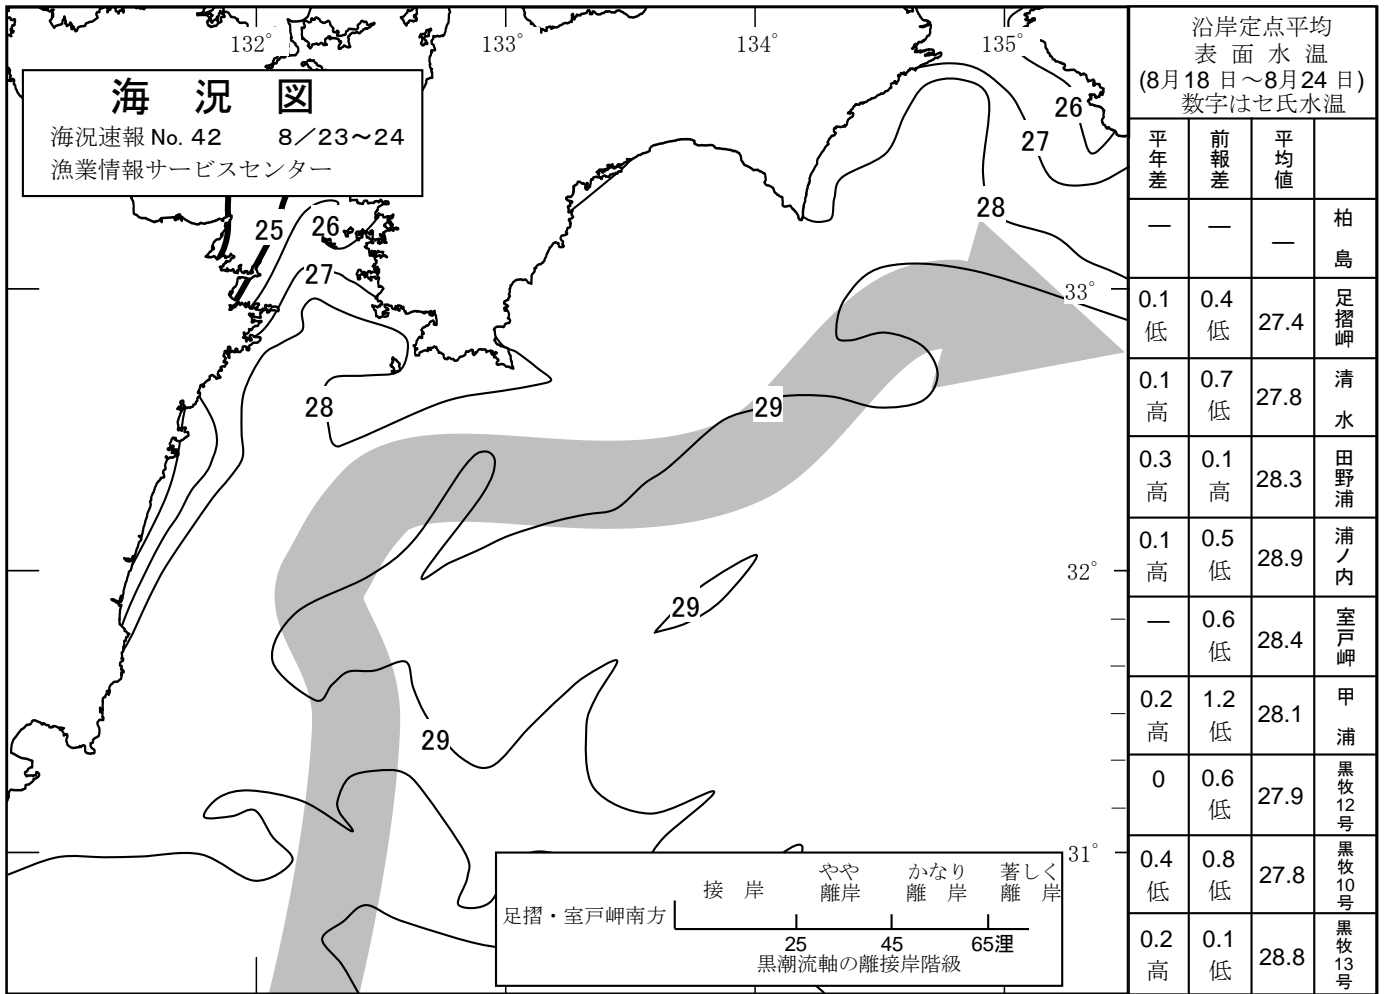 132° 133° 134° 135°
海 況 図
海況速報 No. 42 8／23～24
漁業情報サービスセンター
26
27
28
25 26
27
33°
28
29
32°
29
29
31°
接 岸 やや離岸 かなり離 岸 著しく離 岸
足摺・室戸岬南方
25 45 65浬
黒潮流軸の離接岸階級
沿岸定点平均
表 面 水 温
(8月18 日～8月24 日)
数字はセ氏水温
平年差 前報差 平均値
— — — 柏島
0.1低 0.4低 27.4 足摺岬
0.1高 0.7低 27.8 清水
0.3高 0.1高 28.3 田野浦
0.1高 0.5低 28.9 浦ノ内
— 0.6低 28.4 室戸岬
0.2高 1.2低 28.1 甲浦
0 0.6低 27.9 黒牧12号
0.4低 0.8低 27.8 黒牧10号
0.2高 0.1低 28.8 黒牧13号